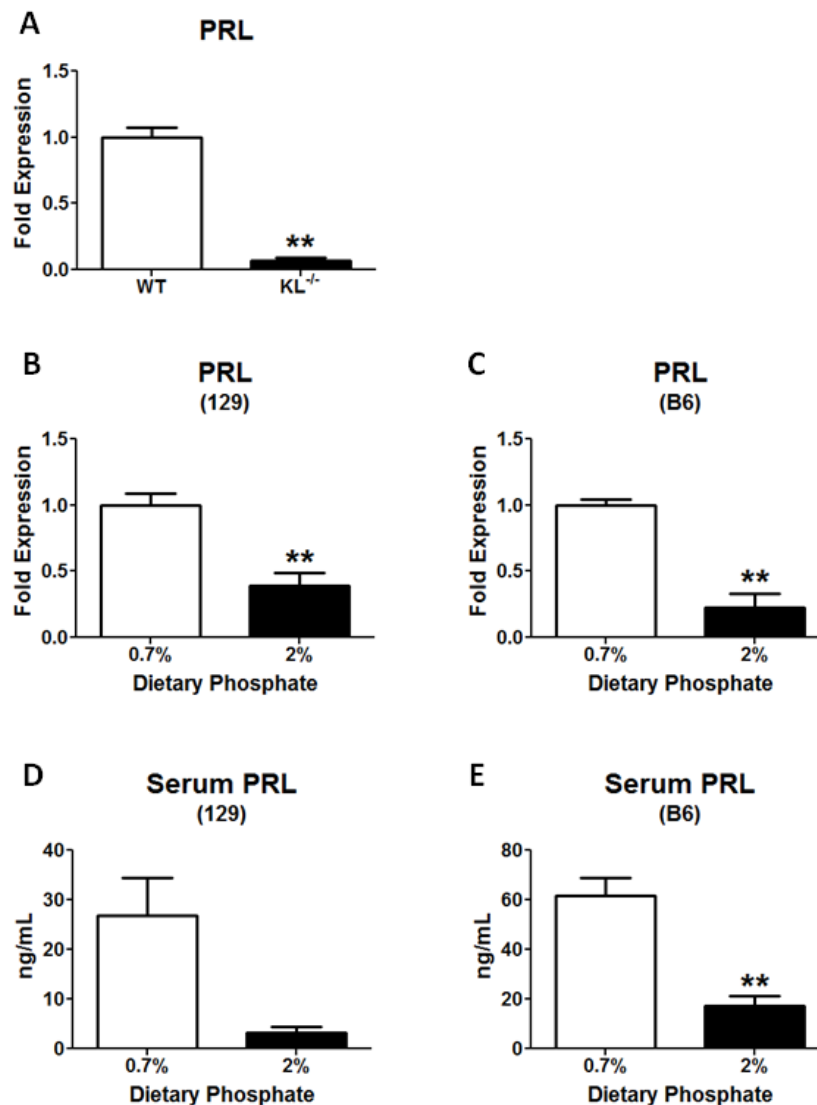 A
PRL
Fold Expression
1.5
1.0
0.5
0.0
**
WT KL-/-
B
PRL
(129)
Fold Expression
1.5
1.0
0.5
0.0
**
0.7% 2%
Dietary Phosphate
C
PRL
(B6)
Fold Expression
1.5
1.0
0.5
0.0
**
0.7% 2%
Dietary Phosphate
D
Serum PRL
(129)
ng/mL
40
30
20
10
0
0.7% 2%
Dietary Phosphate
E
Serum PRL
(B6)
ng/mL
80
60
40
20
0
**
0.7% 2%
Dietary Phosphate